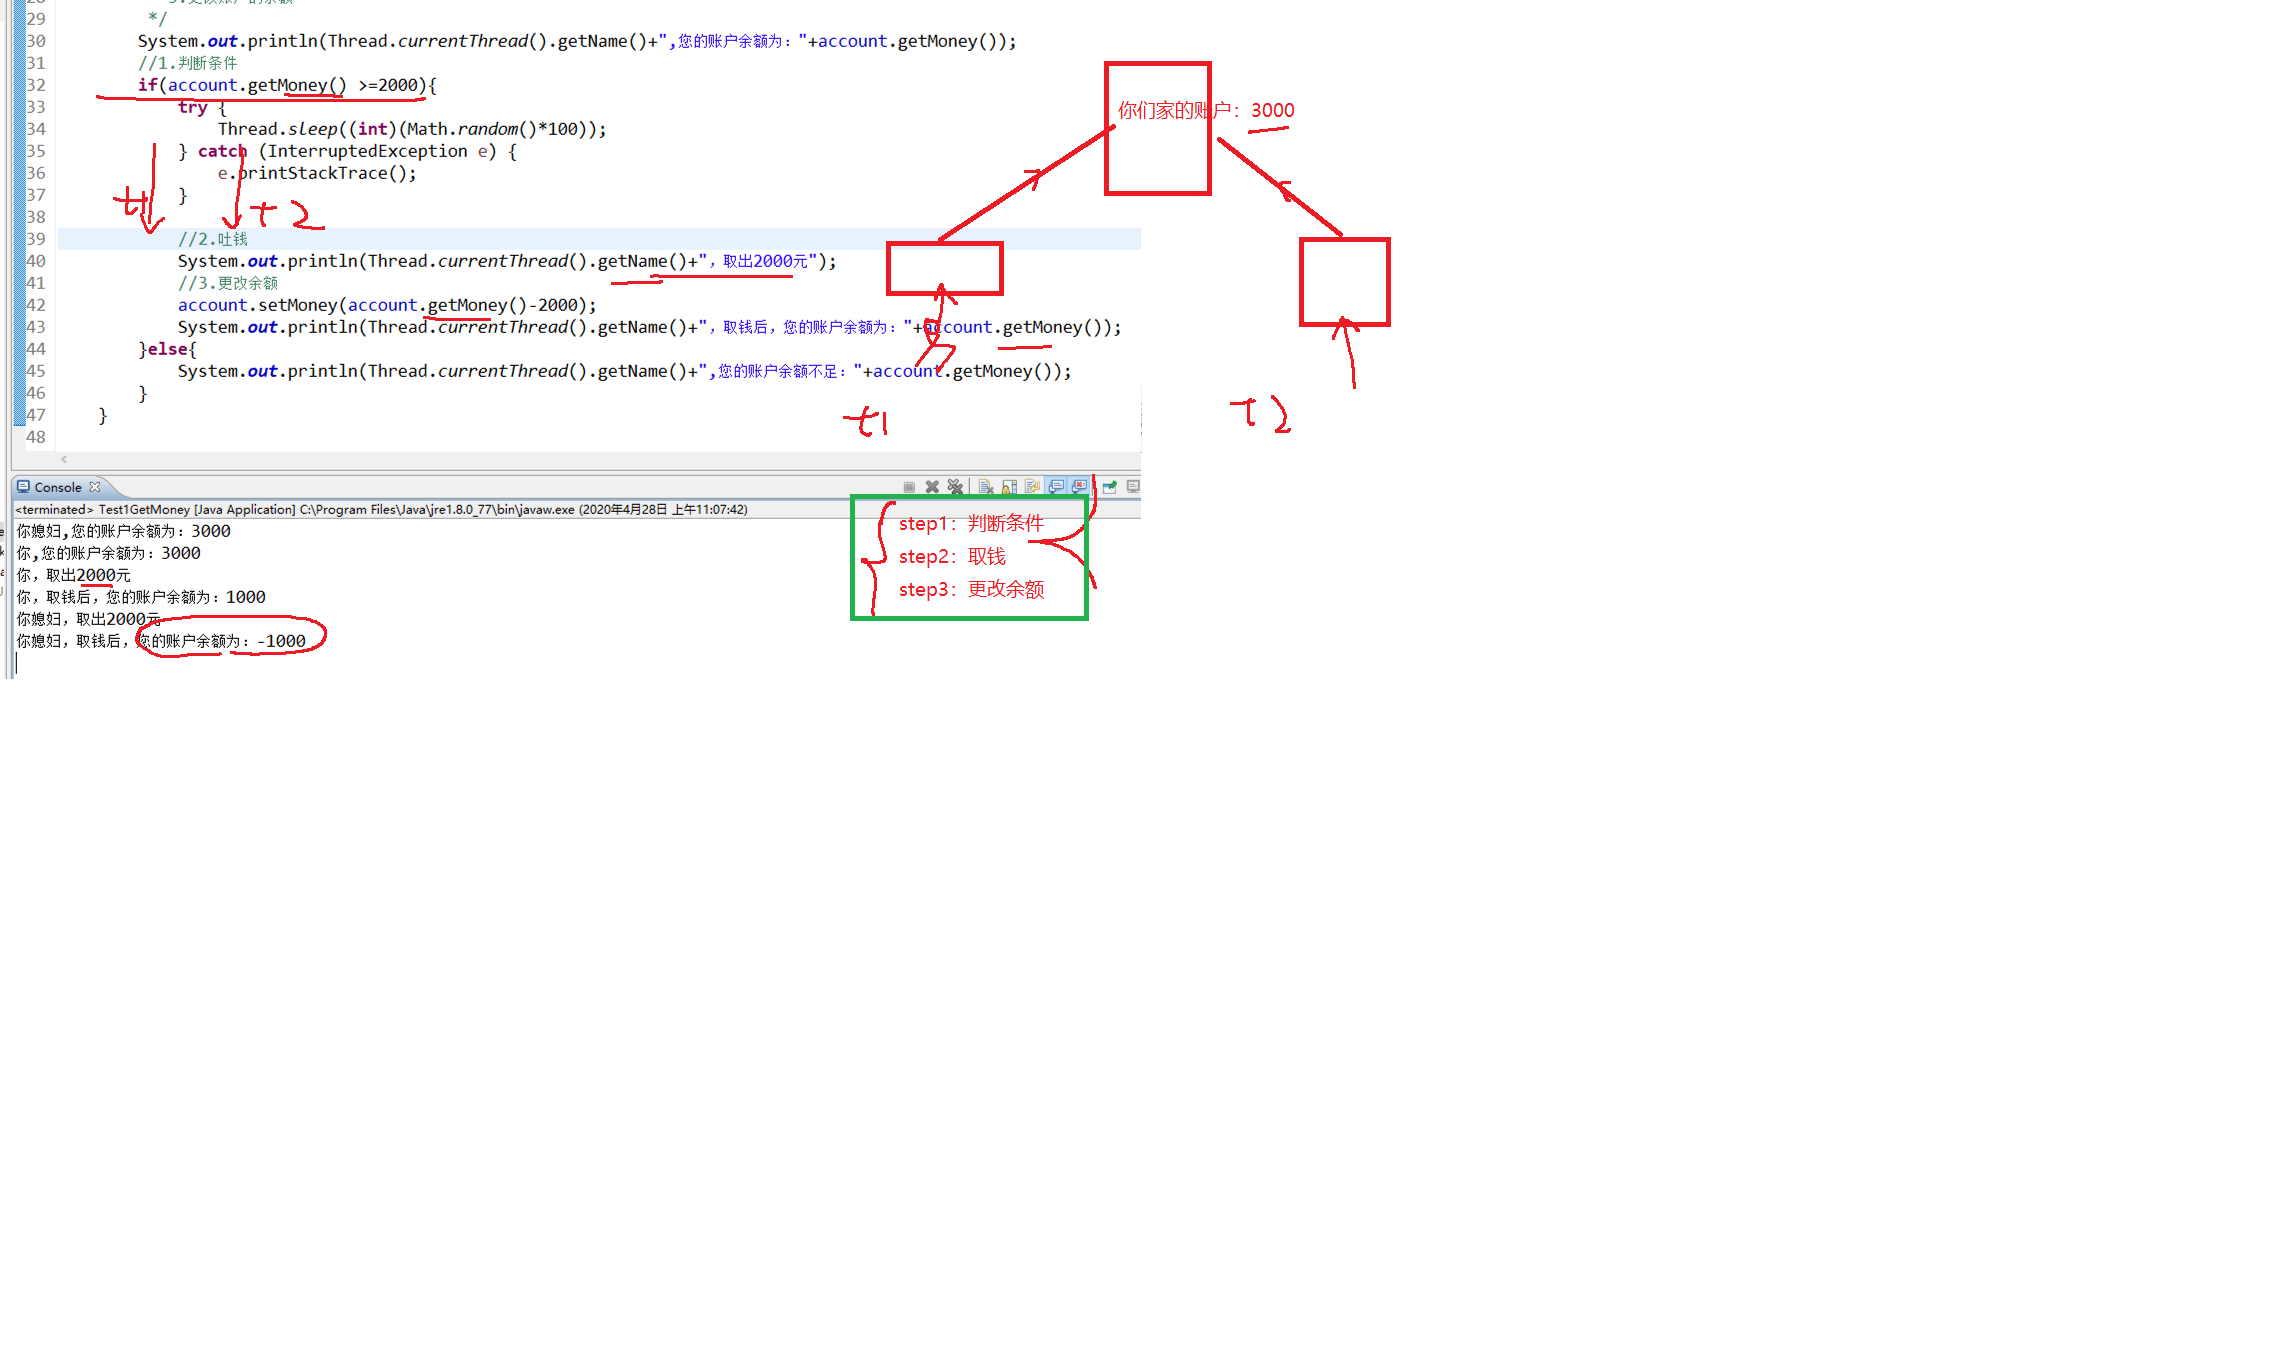 29 */
30 System.out.println(Thread.currentThread().getName()+",您的账户余额为："+account.getMoney());
31 //1.判断条件
32 if(account.getMoney() >=2000){
33 try {
34 Thread.sleep((int)(Math.random()*100));
35 } catch (InterruptedException e) {
36 e.printStackTrace();
37 }
38
39 //2.吐钱
40 System.out.println(Thread.currentThread().getName()+"，取出2000元");
41 //3.更改余额
42 account.setMoney(account.getMoney()-2000);
43 System.out.println(Thread.currentThread().getName()+"，取钱后，您的账户余额为："+account.getMoney());
44 }else{
45 System.out.println(Thread.currentThread().getName()+",您的账户余额不足："+account.getMoney());
46 }
47 }
48
t1
t2
你们家的账户：3000
t1
t2
Console
<terminated> Test1GetMoney [Java Application] C:\Program Files\Java\jre1.8.0_77\bin\javaw.exe (2020年4月28日 上午11:07:42)
你媳妇,您的账户余额为：3000
你,您的账户余额为：3000
你，取出2000元
你，取钱后，您的账户余额为：1000
你媳妇，取出2000元
你媳妇，取钱后，您的账户余额为：-1000
step1：判断条件
step2：取钱
step3：更改余额